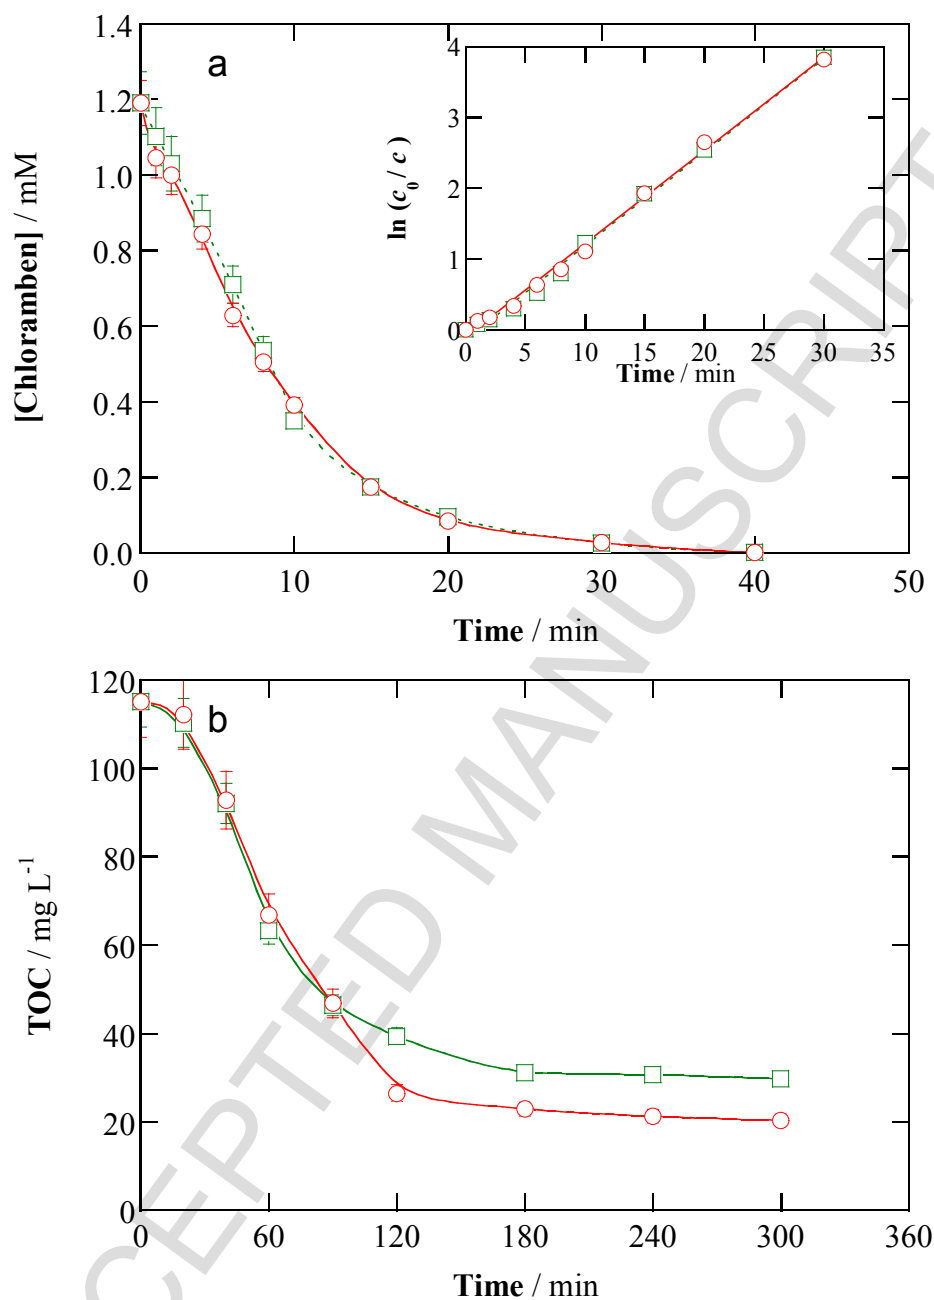 a
[Chloramben] / mM
1.4
1.2
1.0
0.8
0.6
0.4
0.2
0.0
0 10 20 30 40 50
Time / min
ln (c0 / c)
4
3
2
1
0
0 5 10 15 20 25 30 35
Time / min
b
TOC / mg L-1
120
100
80
60
40
20
0
0 60 120 180 240 300 360
Time / min
CEPTED MANUSCRIPT